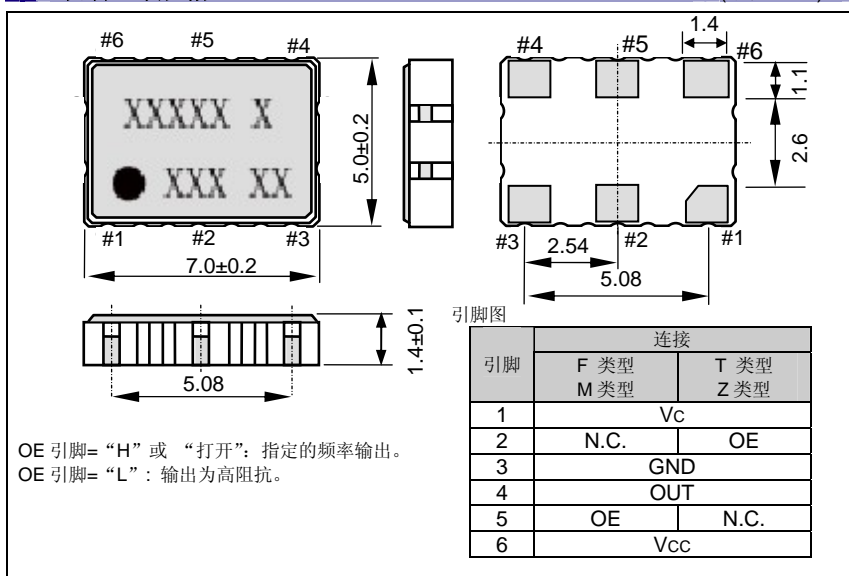 #6 #5 #4
XXXXX X
XXX XX
#1 #2 #3
5.0±0.2
7.0±0.2
#4 #5 #6
1.4
1.1
2.6
#3 #2 #1
2.54
5.08
5.08
1.4±0.1
OE 引脚= “H” 或 “打开”: 指定的频率输出。
OE 引脚= “L” : 输出为高阻抗。
引脚图
引脚 连接
F 类型 T 类型
M 类型 Z 类型
1 Vc
2 N.C. OE
3 GND
4 OUT
5 OE N.C.
6 Vcc